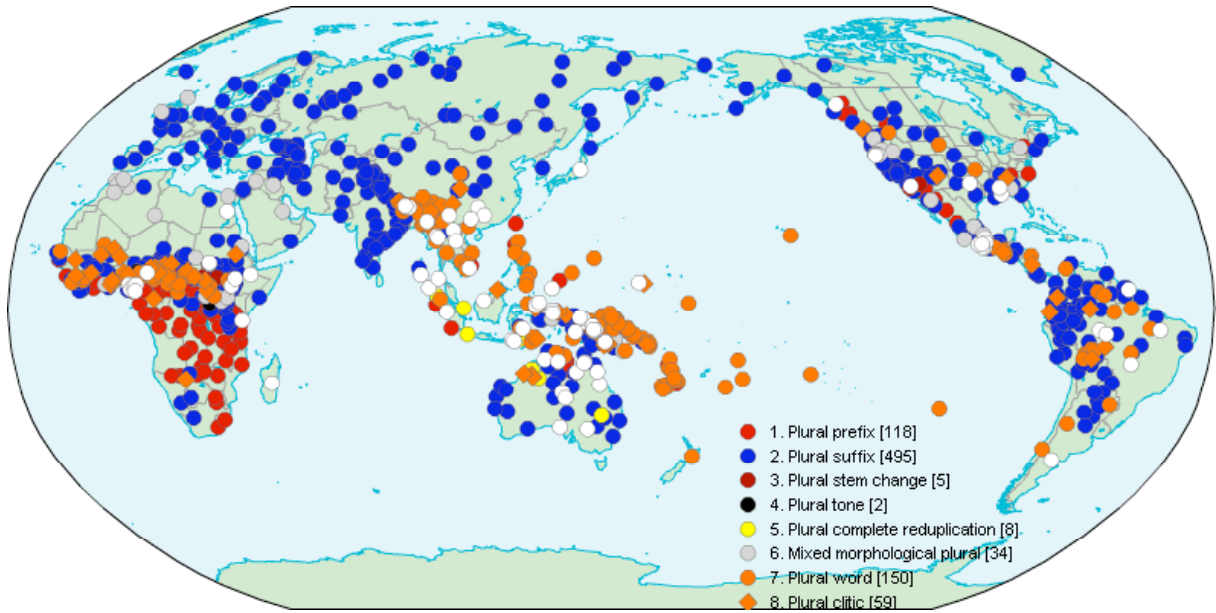 1. Plural prefix [118]
2. Plural suffix [495]
3. Plural stem change [5]
4. Plural tone [2]
5. Plural complete reduplication [8]
6. Mixed morphological plural [34]
7. Plural word [150]
8. Plural clitic [59]